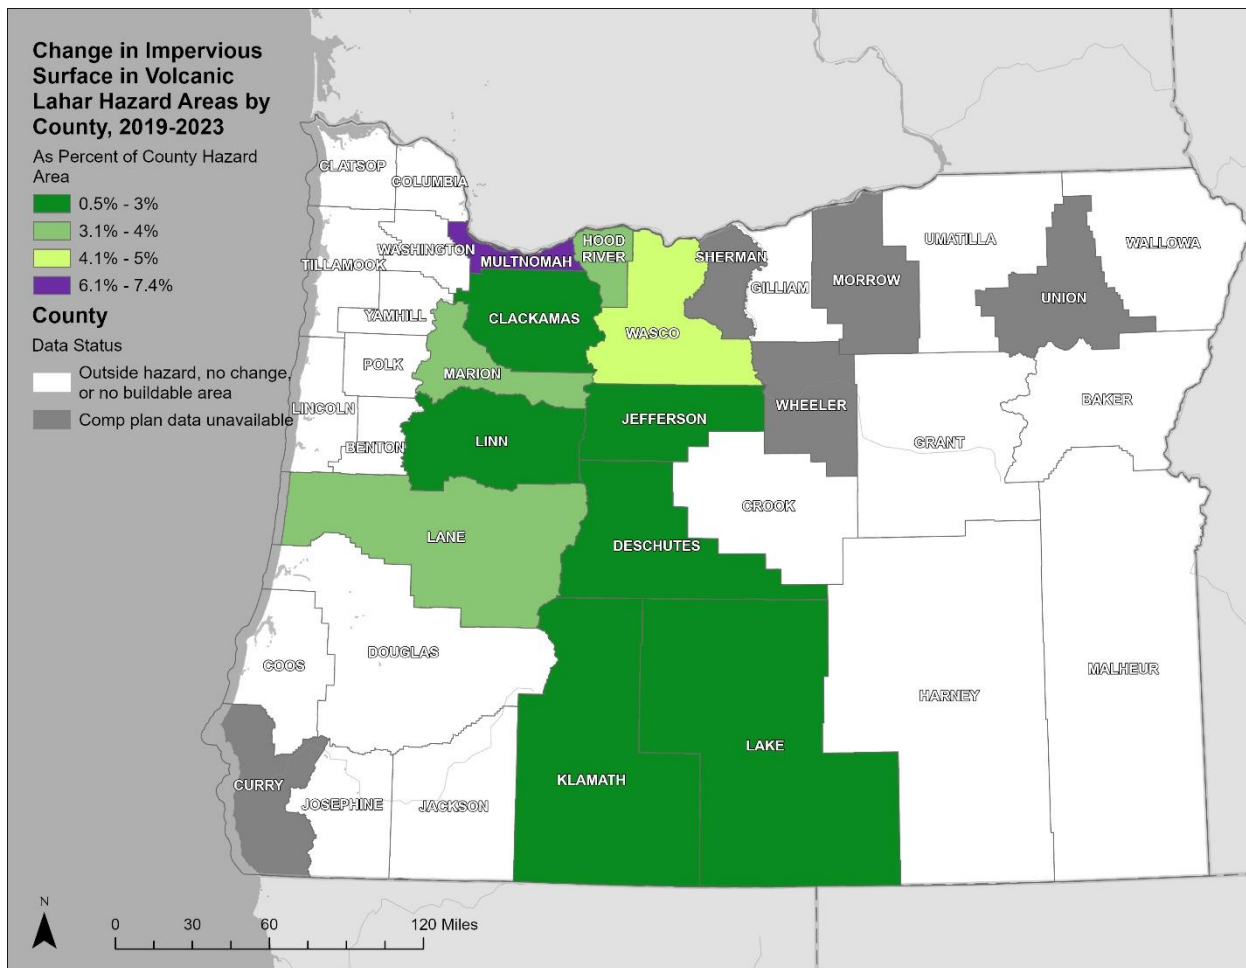 Change in Impervious
Surface in Volcanic
Lahar Hazard Areas by
County, 2019-2023
As Percent of County Hazard
Area
0.5% - 3%
3.1% - 4%
4.1% - 5%
6.1% - 7.4%
County
Data Status
Outside hazard, no change,
or no buildable area
Comp plan data unavailable
CLATSOP
COLUMBIA
TILLAMOOK
WASHINGTON
MULTNOMAH
HOOD
RIVER
SHERMAN
GILLIAM
MORROW
UMATILLA
UNION
WALLOWA
YAMHILL
CLACKAMAS
WASCO
POLK
MARION
LINCOLN
BENTON
LINN
JEFFERSON
WHEELER
GRANT
BAKER
LANE
DESCHUTES
CROOK
COOS
DOUGLAS
HARNEY
MALHEUR
CURRY
JOSEPHINE
JACKSON
KLAMATH
LAKE
N
0 30 60 120 Miles